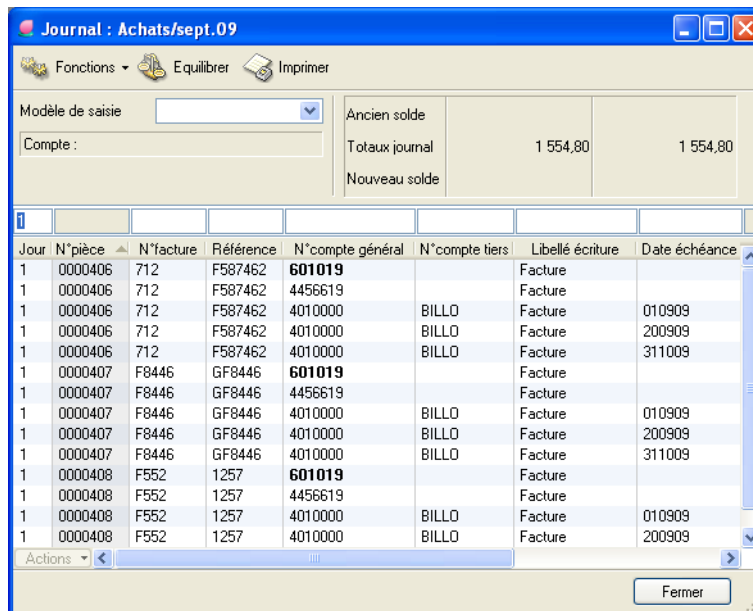 Journal : Achats/sept.09
Fonctions Equilibrer Imprimer
Modèle de saisie
Compte :
Ancien solde
Totaux journal 1 554,80 1 554,80
Nouveau solde
1
Jour N°pièce N°facture Référence N°compte général N°compte tiers Libellé écriture Date échéance
1 0000406 712 F587462 601019 Facture
1 0000406 712 F587462 4456619 Facture
1 0000406 712 F587462 4010000 BILLO Facture 010909
1 0000406 712 F587462 4010000 BILLO Facture 200909
1 0000406 712 F587462 4010000 BILLO Facture 311009
1 0000407 F8446 GF8446 601019 Facture
1 0000407 F8446 GF8446 4456619 Facture
1 0000407 F8446 GF8446 4010000 BILLO Facture 010909
1 0000407 F8446 GF8446 4010000 BILLO Facture 200909
1 0000407 F8446 GF8446 4010000 BILLO Facture 311009
1 0000408 F552 1257 601019 Facture
1 0000408 F552 1257 4456619 Facture
1 0000408 F552 1257 4010000 BILLO Facture 010909
1 0000408 F552 1257 4010000 BILLO Facture 200909
Actions
Fermer